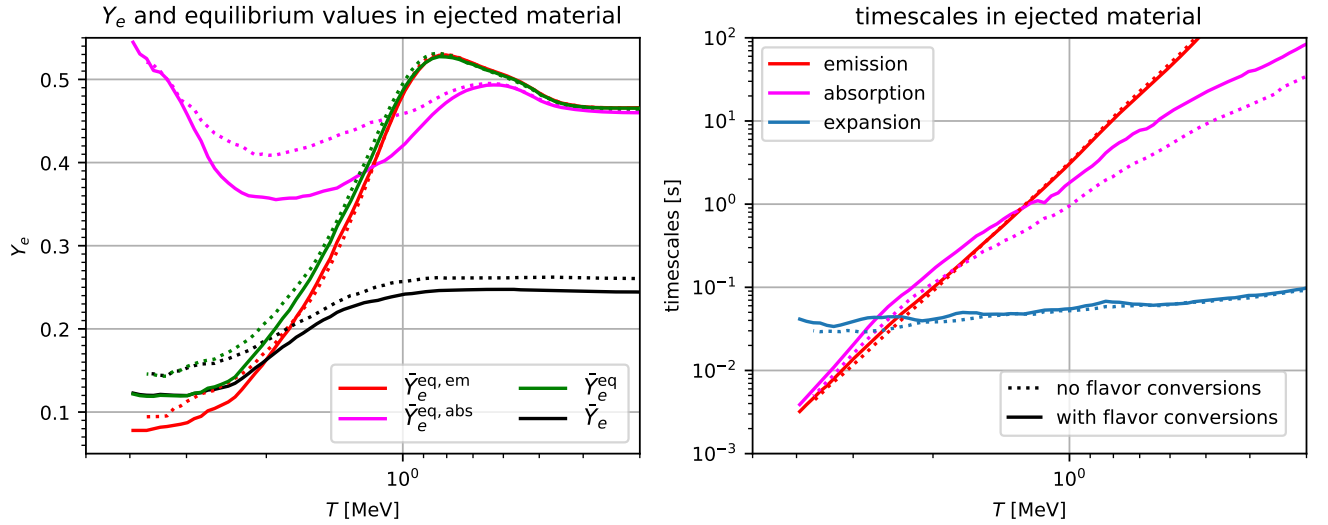 Y_e and equilibrium values in ejected material
0.5
0.4
0.3
0.2
0.1
Y_e
Ȳ_e^{eq, em}
Ȳ_e^{eq, abs}
Ȳ_e^{eq}
Ȳ_e
10^0
T [MeV]
timescales in ejected material
10^2
10^1
10^0
10^{-1}
10^{-2}
10^{-3}
timescales [s]
emission
absorption
expansion
no flavor conversions
with flavor conversions
10^0
T [MeV]